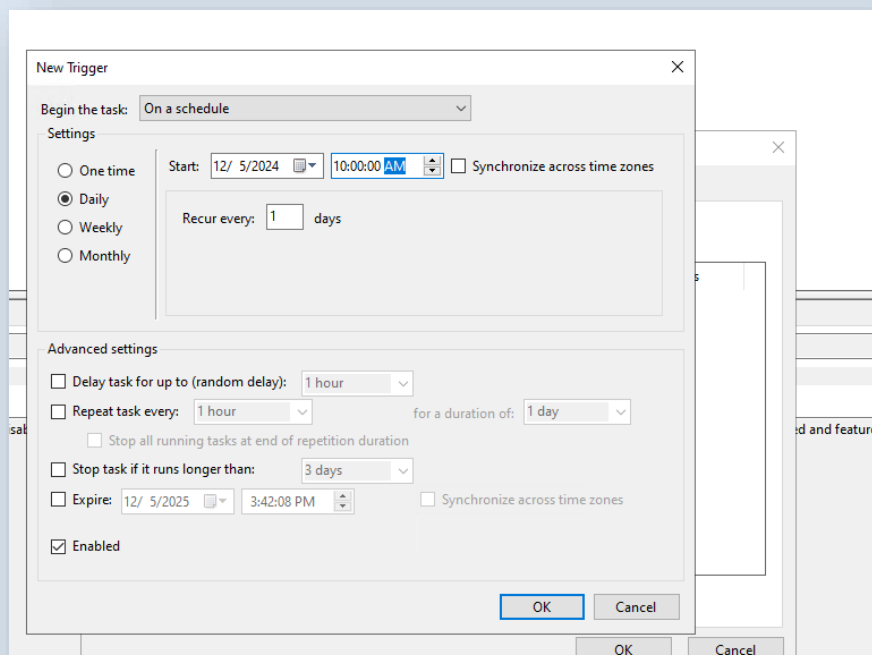 New Trigger
Begin the task: On a schedule
Settings
One time
Start: 12/ 5/2024 10:00:00 AM Synchronize across time zones
Daily
Recur every: 1 days
Weekly
Monthly
Advanced settings
Delay task for up to (random delay): 1 hour
Repeat task every: 1 hour for a duration of: 1 day
Stop all running tasks at end of repetition duration
Stop task if it runs longer than: 3 days
Expire: 12/ 5/2025 3:42:08 PM Synchronize across time zones
Enabled
OK Cancel
and featur
OK Cancel